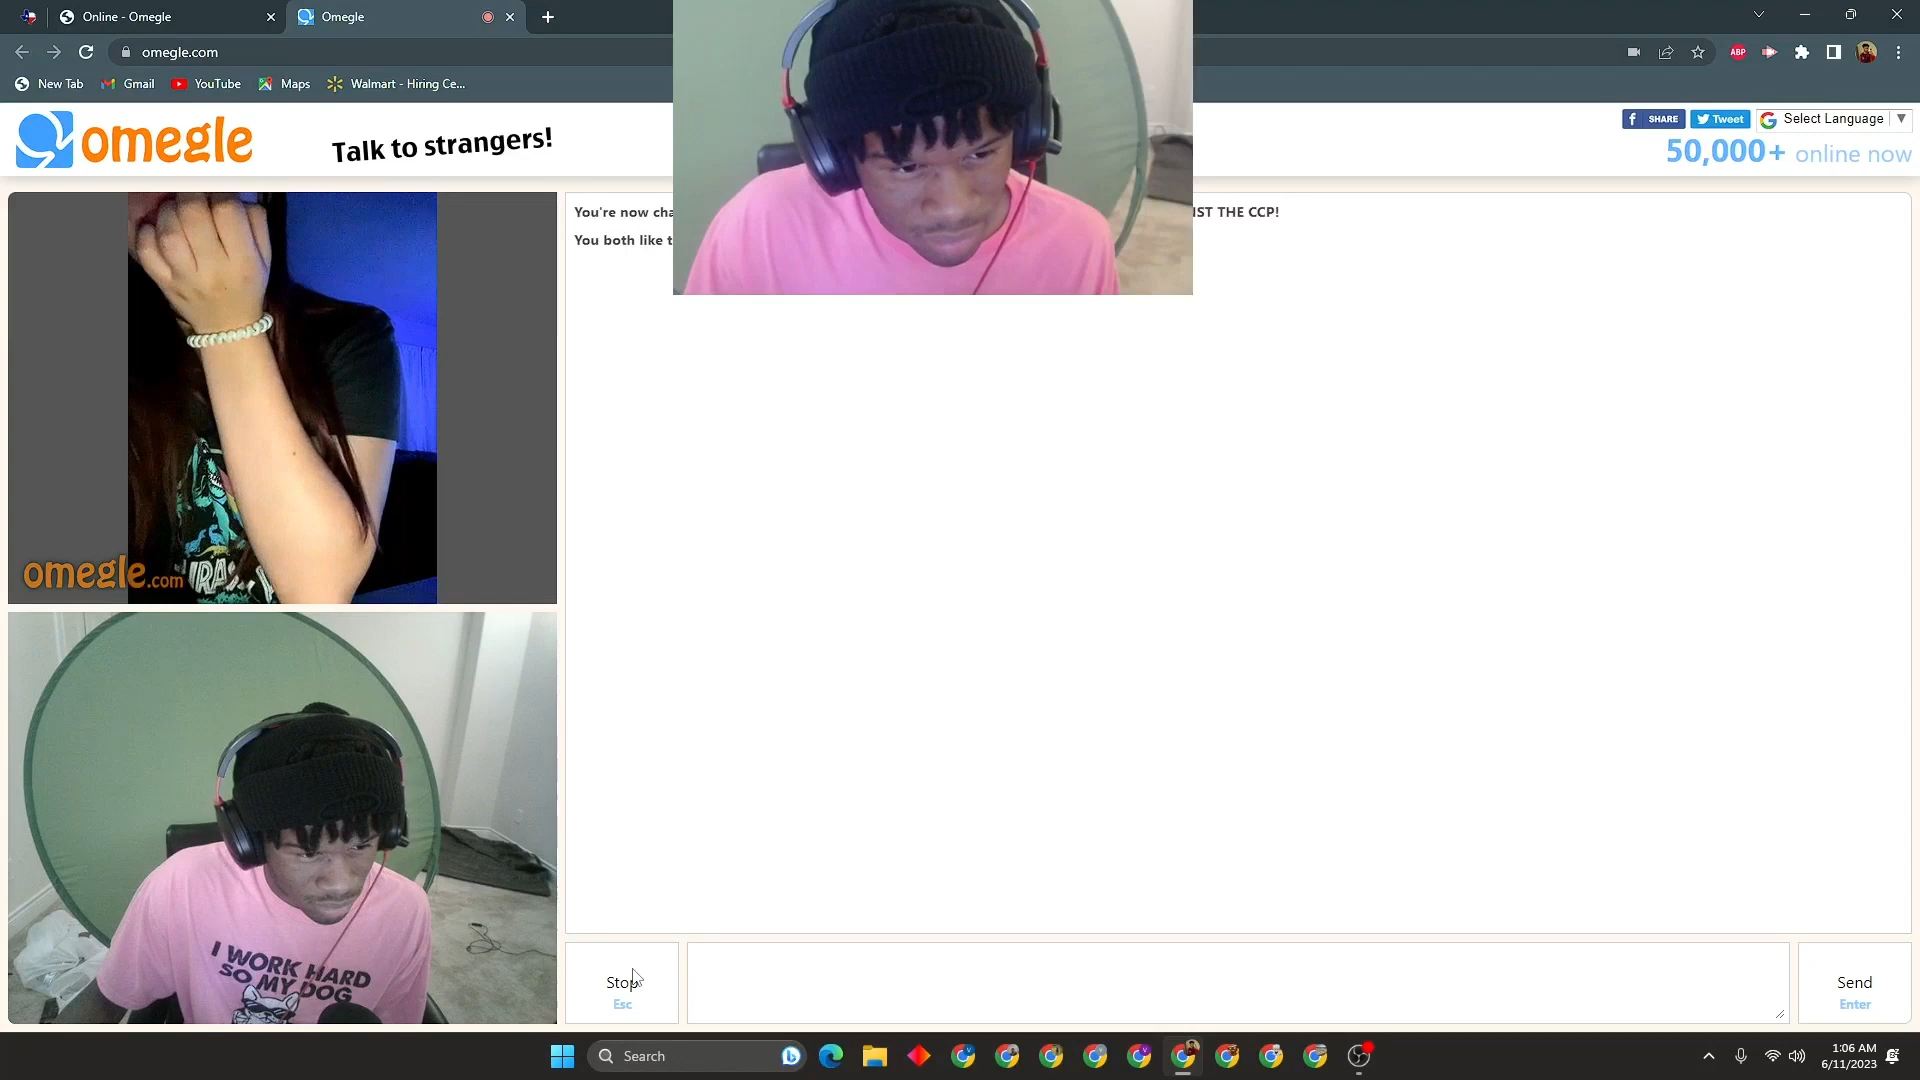 Online - Omegle
Omegle
omegle.com
ABP
New Tab
Gmail
YouTube
Maps
Walmart - Hiring Ce...
omegle
Talk to strangers!
SHARE
Tweet
Select Language
50,000+ online now
You're now cha
IST THE CCP!
You both like t
omegle.com
I WORK HARD
SO MY DOG
Stop
Esc
Send
Enter
Search
1:06 AM
6/11/2023